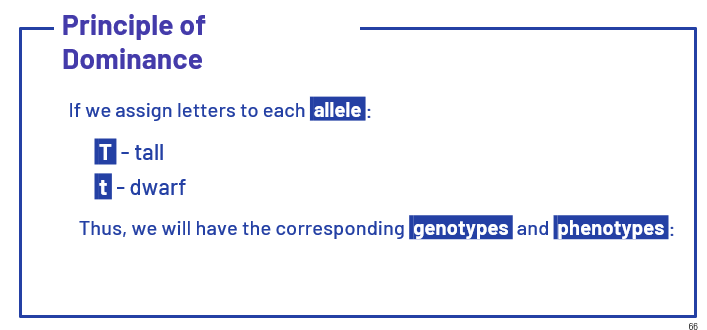 Principle of
Dominance
If we assign letters to each allele:
T - tall
t - dwarf
Thus, we will have the corresponding genotypes and phenotypes:
66